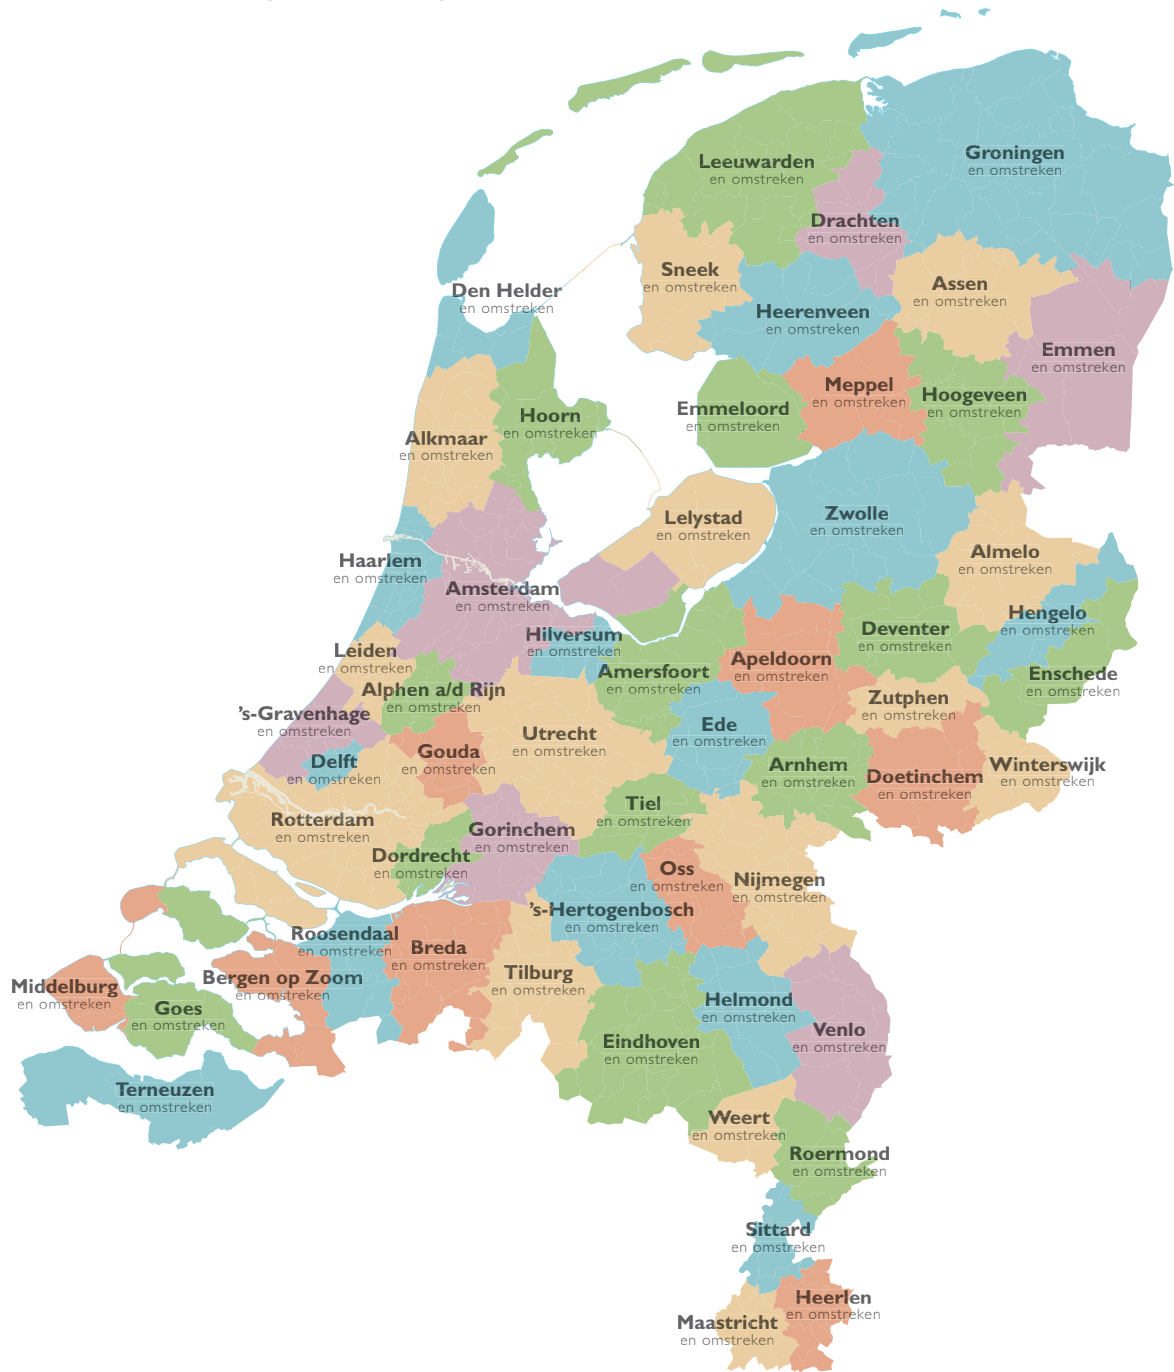 Leeuwarden
en omstreken
Groningen
en omstreken
Drachten
en omstreken
Sneek
en omstreken
Assen
en omstreken
Den Helder
en omstreken
Heerenveen
en omstreken
Emmen
en omstreken
Meppel
en omstreken
Hoogeveen
en omstreken
Emmeloord
en omstreken
Hoorn
en omstreken
Alkmaar
en omstreken
Lelystad
en omstreken
Zwolle
en omstreken
Almelo
en omstreken
Haarlem
en omstreken
Amsterdam
en omstreken
Hengelo
en omstreken
Hilversum
en omstreken
Deventer
en omstreken
Leiden
en omstreken
Apeldoorn
en omstreken
Amersfoort
en omstreken
Enschede
en omstreken
Alphen a/d Rijn
en omstreken
Zutphen
en omstreken
's-Gravenhage
en omstreken
Ede
en omstreken
Utrecht
en omstreken
Gouda
en omstreken
Delft
en omstreken
Arnhem
en omstreken
Doetinchem
en omstreken
Winterswijk
en omstreken
Tiel
en omstreken
Rotterdam
en omstreken
Gorinchem
en omstreken
Dordrecht
en omstreken
Oss
en omstreken
Nijmegen
en omstreken
's-Hertogenbosch
en omstreken
Roosendaal
en omstreken
Breda
en omstreken
Tilburg
en omstreken
Bergen op Zoom
en omstreken
Middelburg
en omstreken
Goes
en omstreken
Helmond
en omstreken
Venlo
en omstreken
Eindhoven
en omstreken
Terneuzen
en omstreken
Weert
en omstreken
Roermond
en omstreken
Sittard
en omstreken
Heerlen
en omstreken
Maastricht
en omstreken